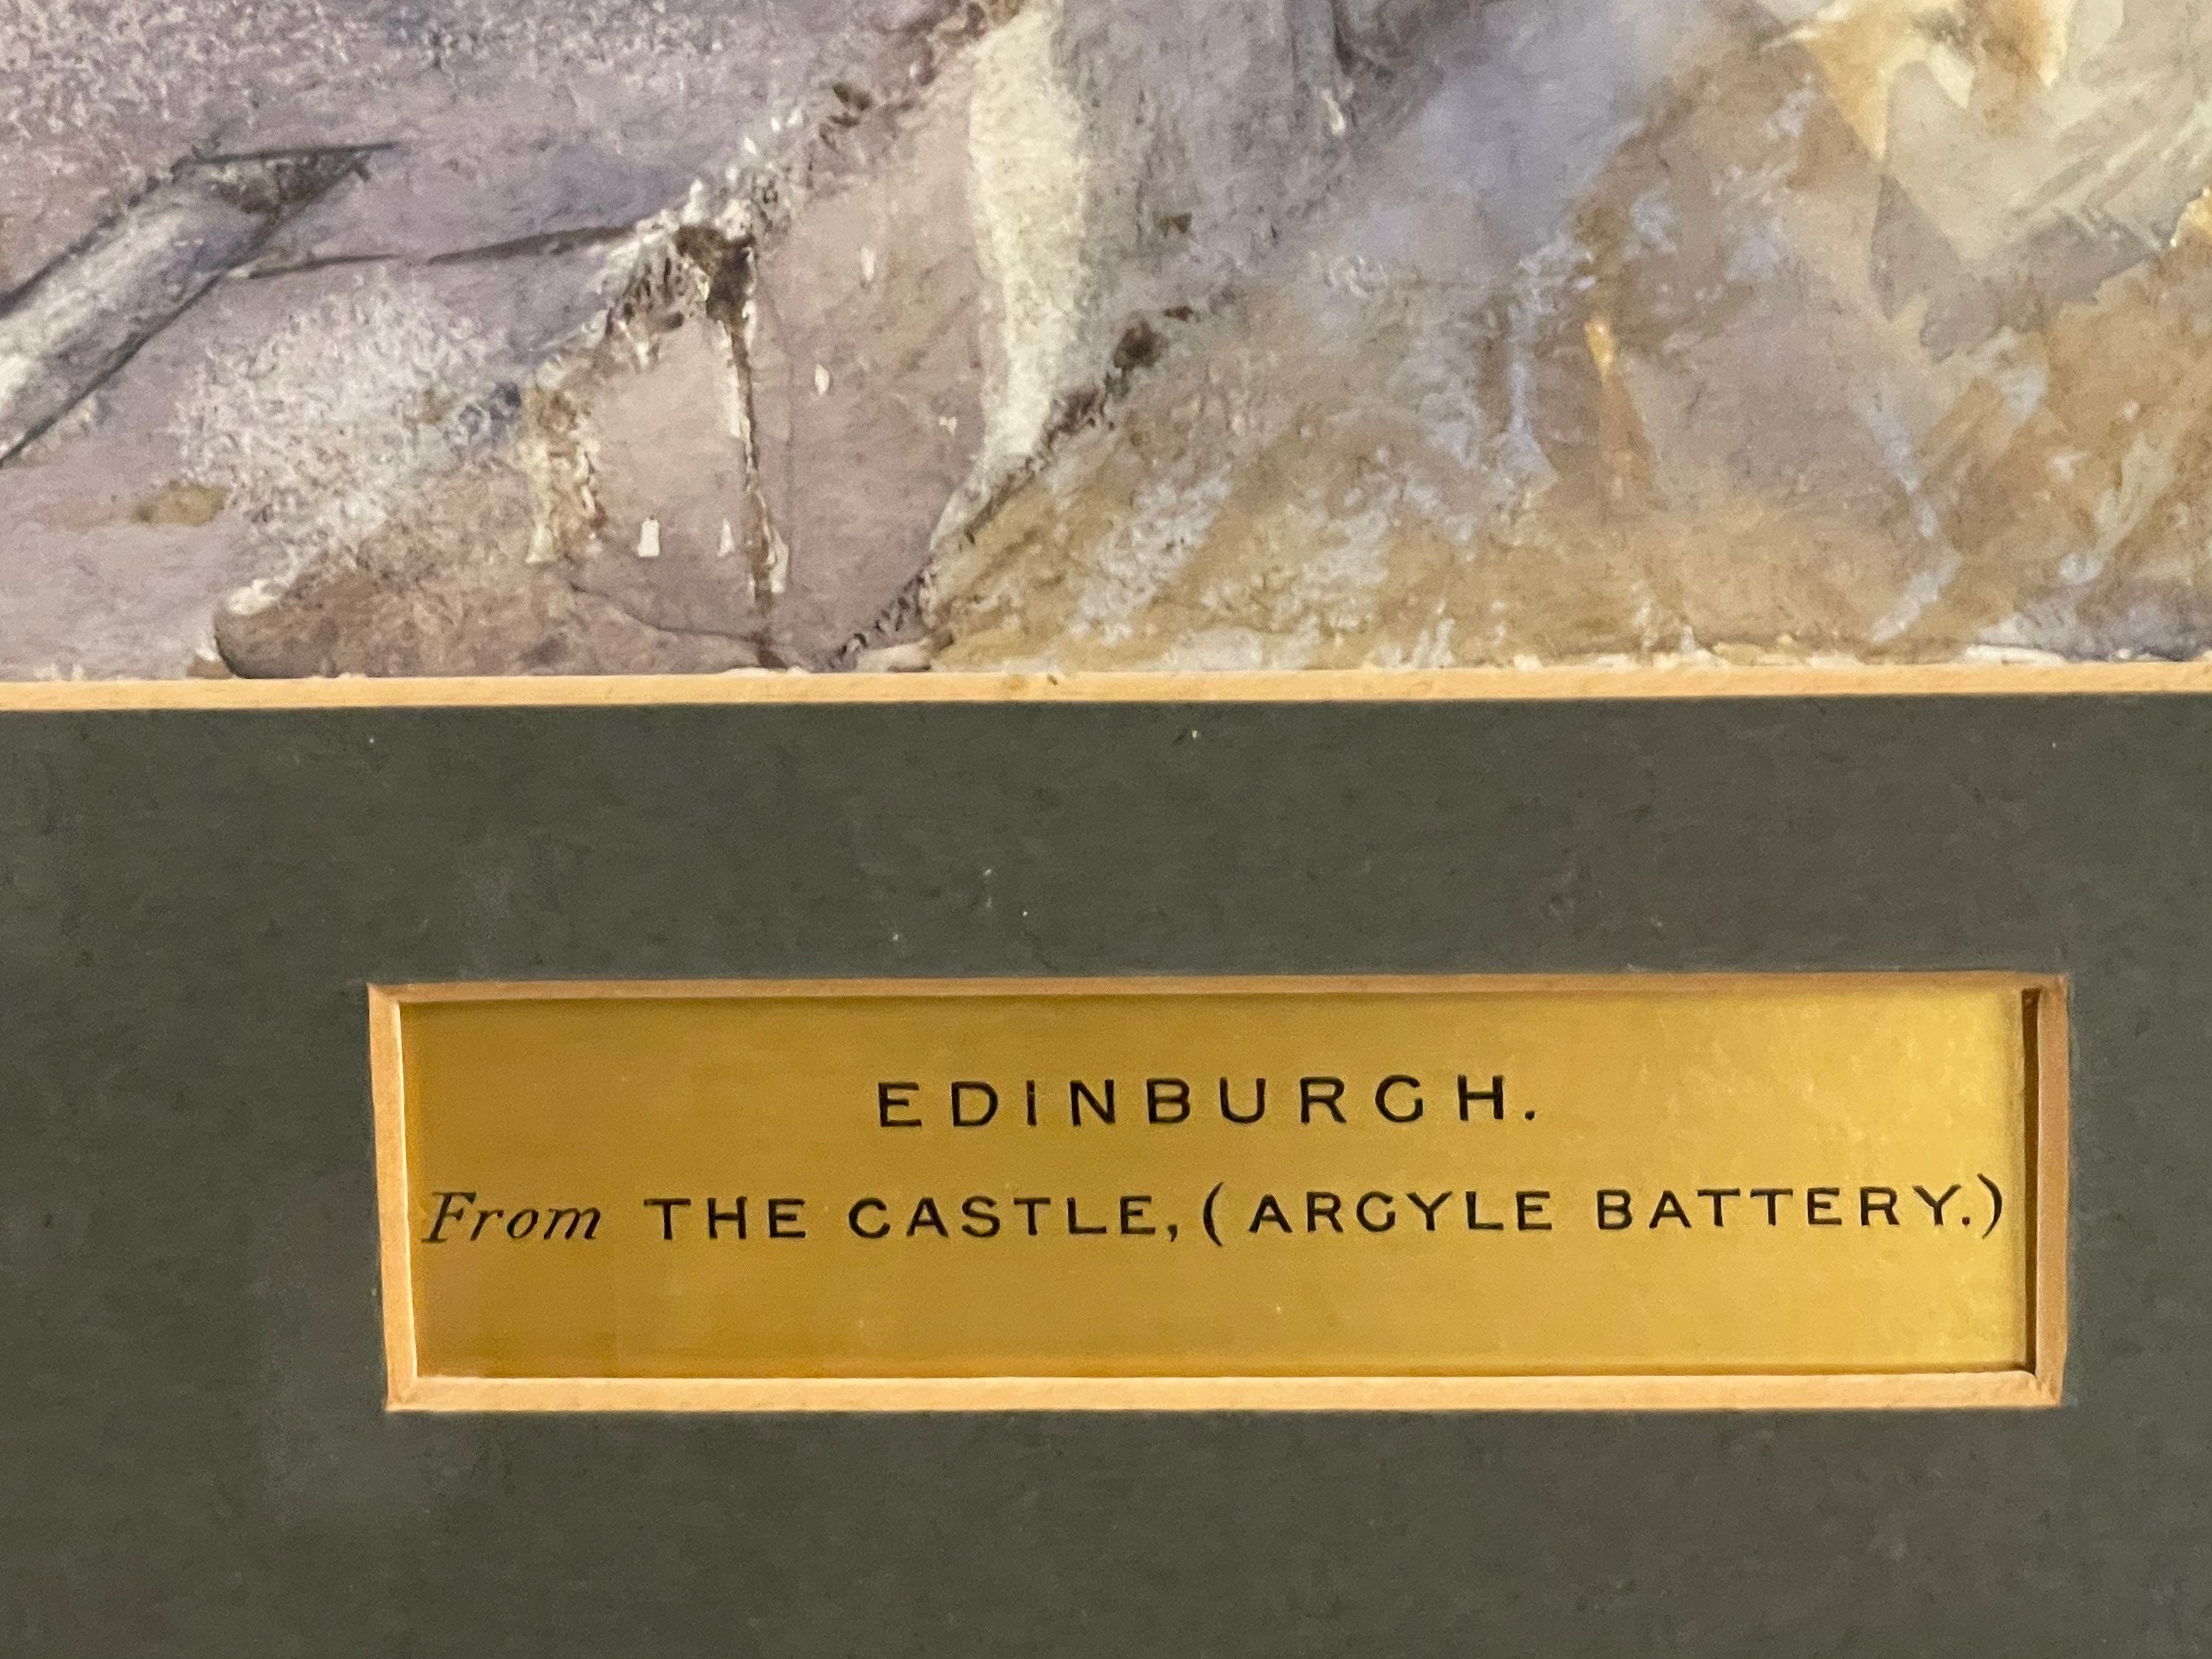 EDINBURGH.
From THE CASTLE, (ARGYLE BATTERY.)